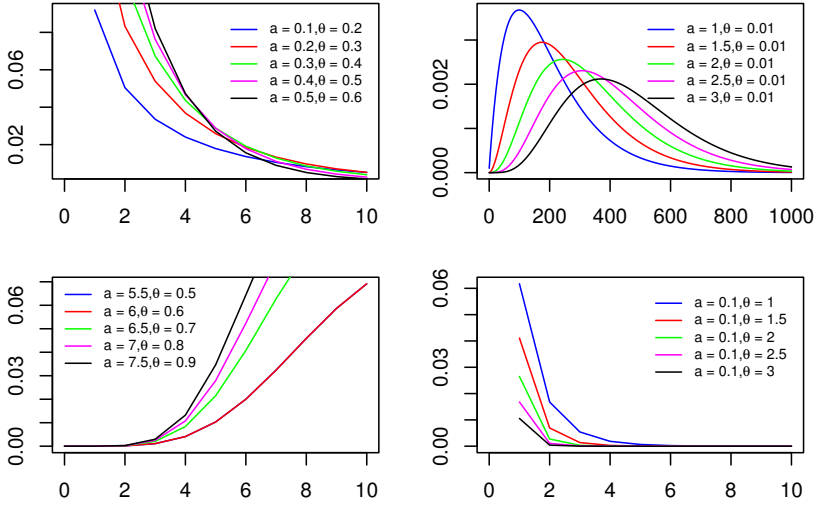 0.02 0.06
a = 0.1,θ = 0.2
a = 0.2,θ = 0.3
a = 0.3,θ = 0.4
a = 0.4,θ = 0.5
a = 0.5,θ = 0.6
0 2 4 6 8 10
0.000 0.002
a = 1,θ = 0.01
a = 1.5,θ = 0.01
a = 2,θ = 0.01
a = 2.5,θ = 0.01
a = 3,θ = 0.01
0 200 400 600 800 1000
0.00 0.03 0.06
a = 5.5,θ = 0.5
a = 6,θ = 0.6
a = 6.5,θ = 0.7
a = 7,θ = 0.8
a = 7.5,θ = 0.9
0 2 4 6 8 10
0.00 0.03 0.06
a = 0.1,θ = 1
a = 0.1,θ = 1.5
a = 0.1,θ = 2
a = 0.1,θ = 2.5
a = 0.1,θ = 3
0 2 4 6 8 10